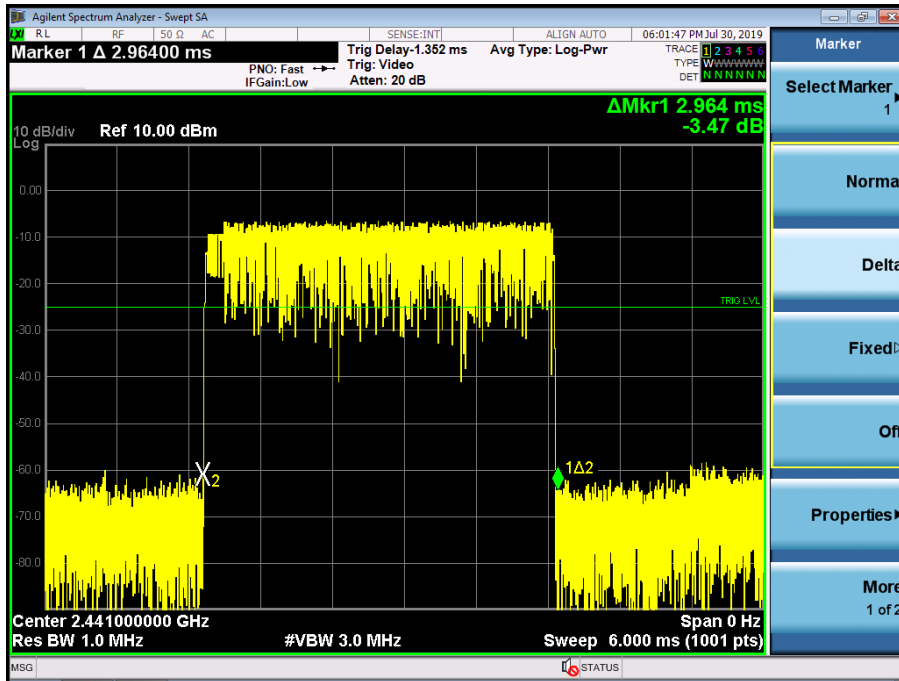 Agilent Spectrum Analyzer - Swept SA
LXI RL RF 50 Ω AC SENSE:INT ALIGN AUTO 06:01:47 PM Jul 30, 2019
Marker 1 Δ 2.96400 ms
PNO: Fast
IFGain:Low
Trig Delay-1.352 ms
Trig: Video
Atten: 20 dB
Avg Type: Log-Pwr
TRACE 1 2 3 4 5 6
TYPE WWWWWW
DET N N N N N N
ΔMkr1 2.964 ms
-3.47 dB
10 dB/div Ref 10.00 dBm
Log
0.00
-10.0
-20.0
TRIG LVL
-30.0
-40.0
-50.0
-60.0
2
1Δ2
-70.0
-80.0
Center 2.441000000 GHz Span 0 Hz
Res BW 1.0 MHz #VBW 3.0 MHz Sweep 6.000 ms (1001 pts)
MSG STATUS
Marker
Select Marker
1
Norma
Delta
Fixed
Off
Properties
More
1 of 2